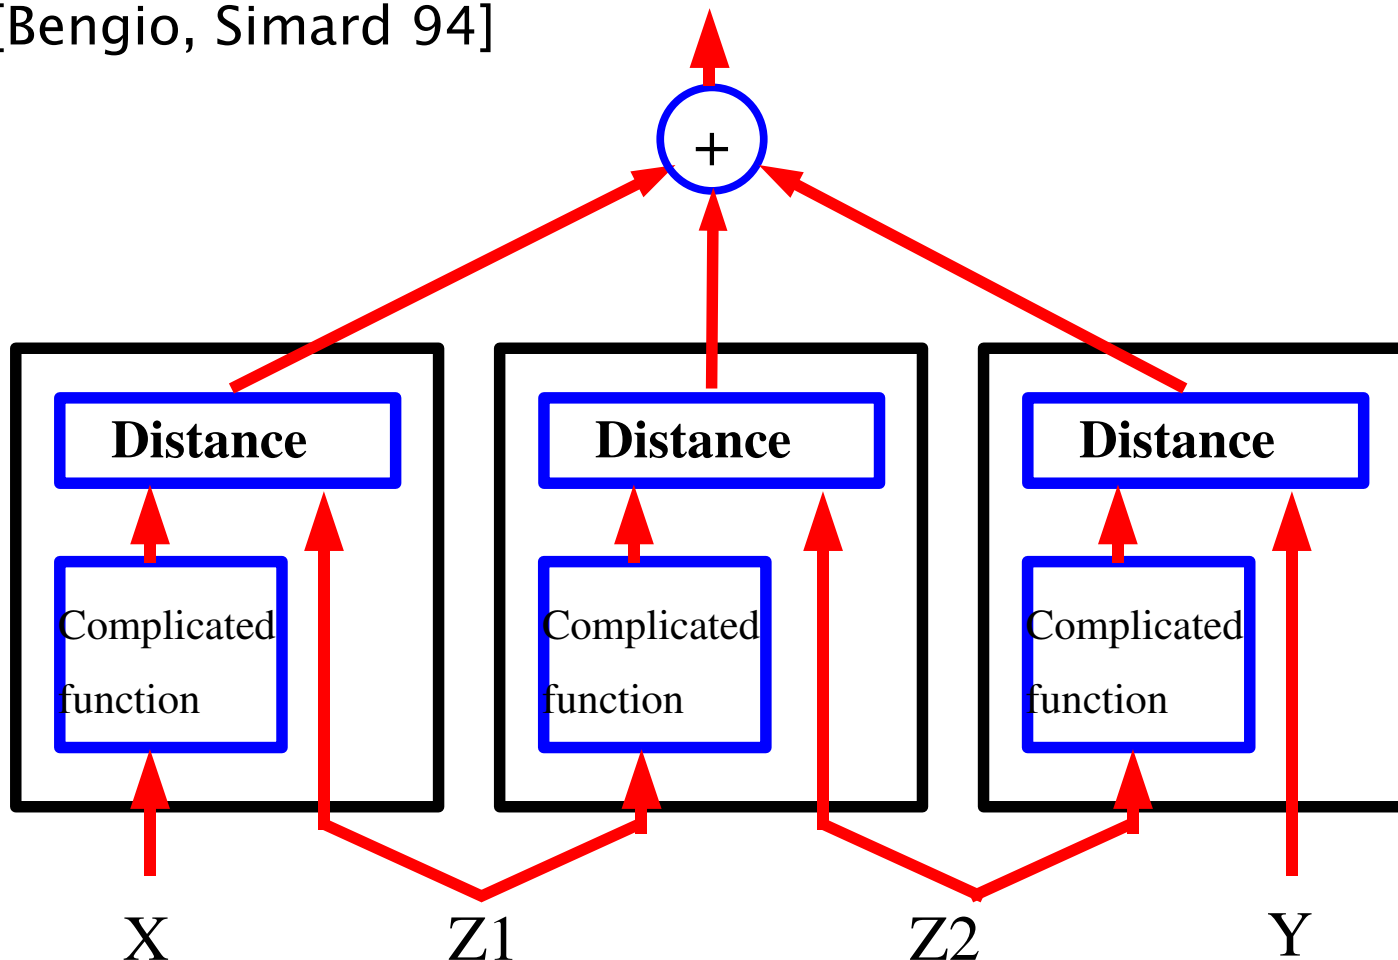 [Bengio, Simard 94]
+
Distance
Distance
Distance
Complicated
function
Complicated
function
Complicated
function
X
Z1
Z2
Y